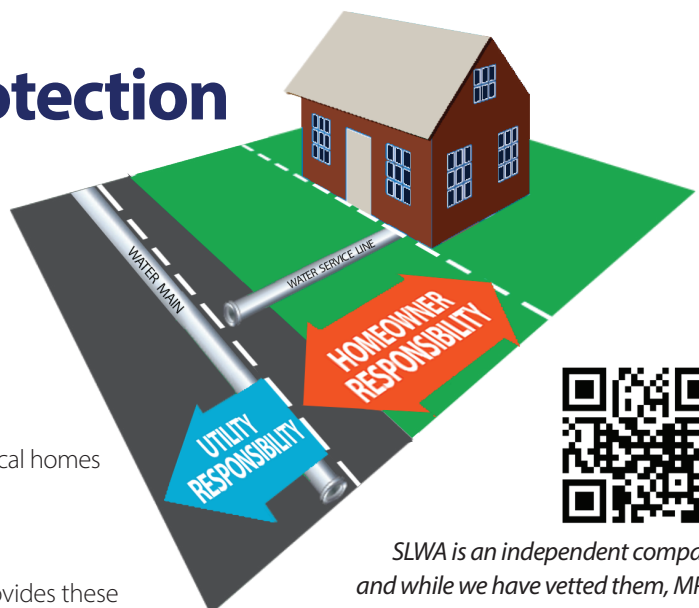 otection
WATER MAIN
WATER SERVICE LINE
HOMEOWNER
RESPONSIBILITY
UTILITY
RESPONSIBILITY
cal homes
SLWA is an independent compa
ovides these
and while we have vetted them,